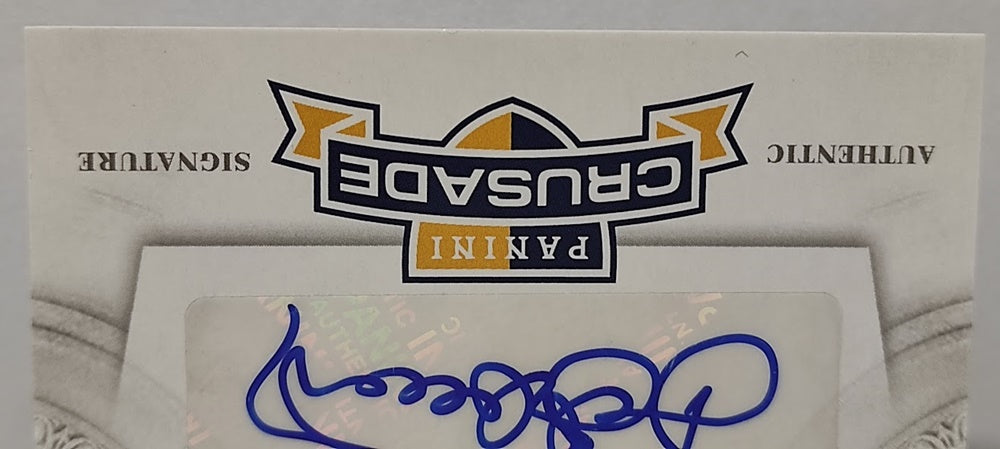 PANINI
AUTHENTIC CRUSADE SIGNATURE